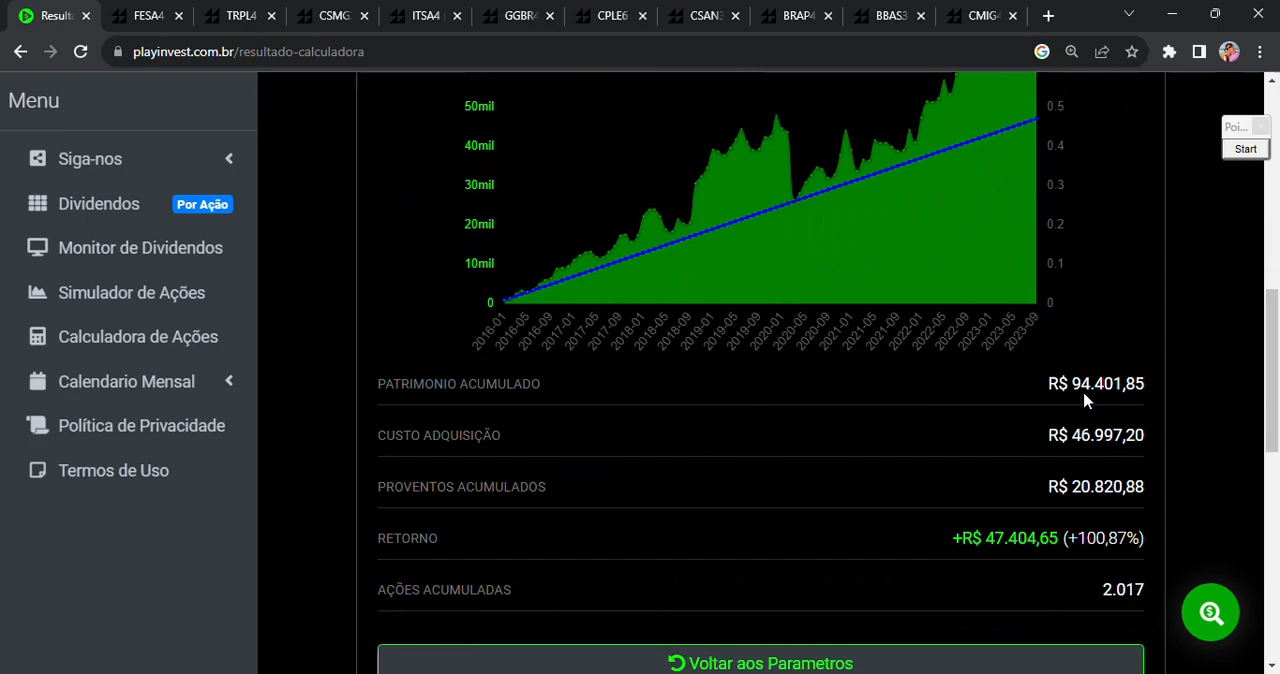 Resulta
FESA4
TRPL4
CSMG
ITSA4
GGBR4
CPLE6
CSAN3
BRAP4
BBAS3
CMIG4
playinvest.com.br/resultado-calculadora
Menu
Siga-nos
Dividendos Por Ação
Monitor de Dividendos
Simulador de Ações
Calculadora de Ações
Calendario Mensal
Política de Privacidade
Termos de Uso
Poi...
Start
50mil 0.5
40mil 0.4
30mil 0.3
20mil 0.2
10mil 0.1
0 0
2016-01 2016-05 2016-09 2017-01 2017-05 2017-09 2018-01 2018-05 2018-09 2019-01 2019-05 2019-09 2020-01 2020-05 2020-09 2021-01 2021-05 2021-09 2022-01 2022-05 2022-09 2023-01 2023-05 2023-09
PATRIMONIO ACUMULADO R$ 94.401,85
CUSTO ADQUISIÇÃO R$ 46.997,20
PROVENTOS ACUMULADOS R$ 20.820,88
RETORNO +R$ 47.404,65 (+100,87%)
AÇÕES ACUMULADAS 2.017
Voltar aos Parametros